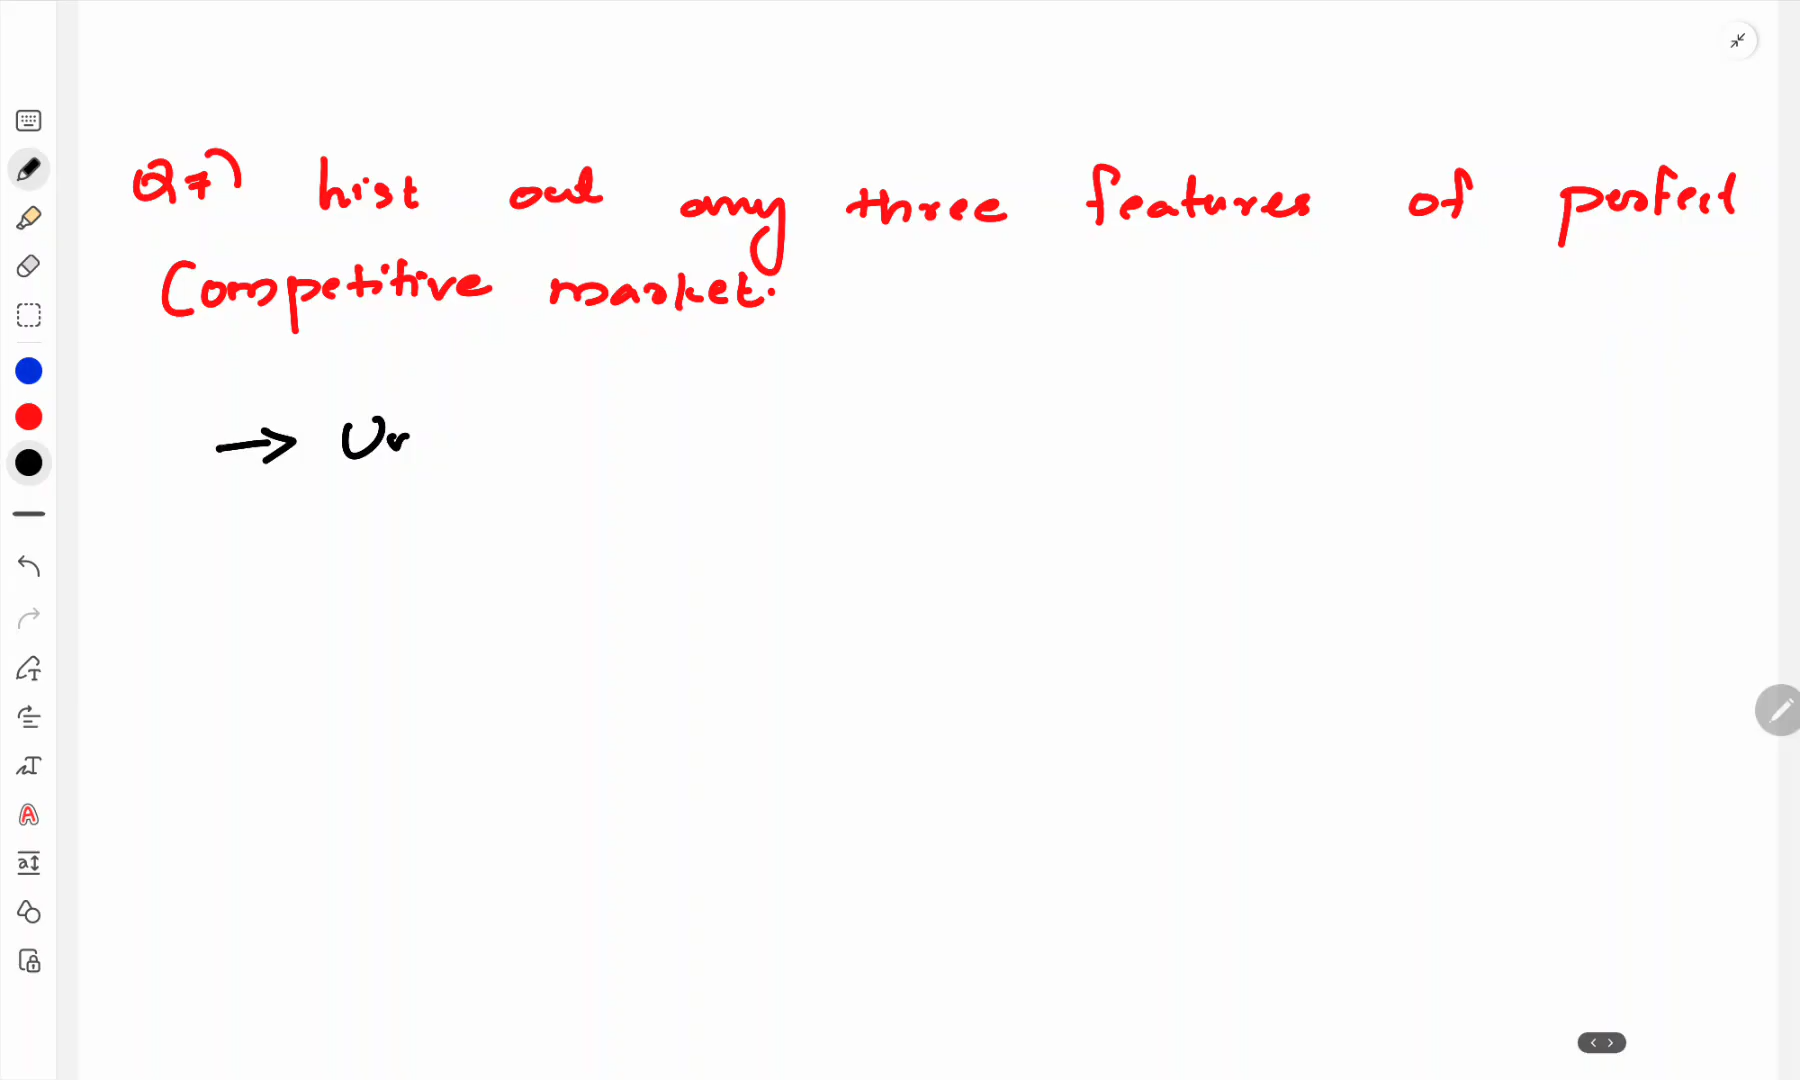 Q7) List out any three features of perfect
Competitive market.
→ Ur